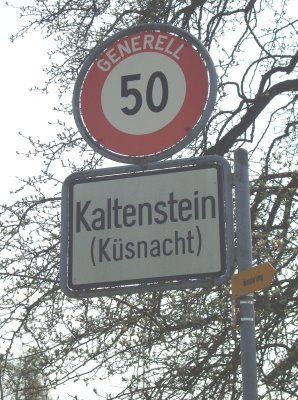 GENERELL
50
Kaltenstein
(Küsnacht)